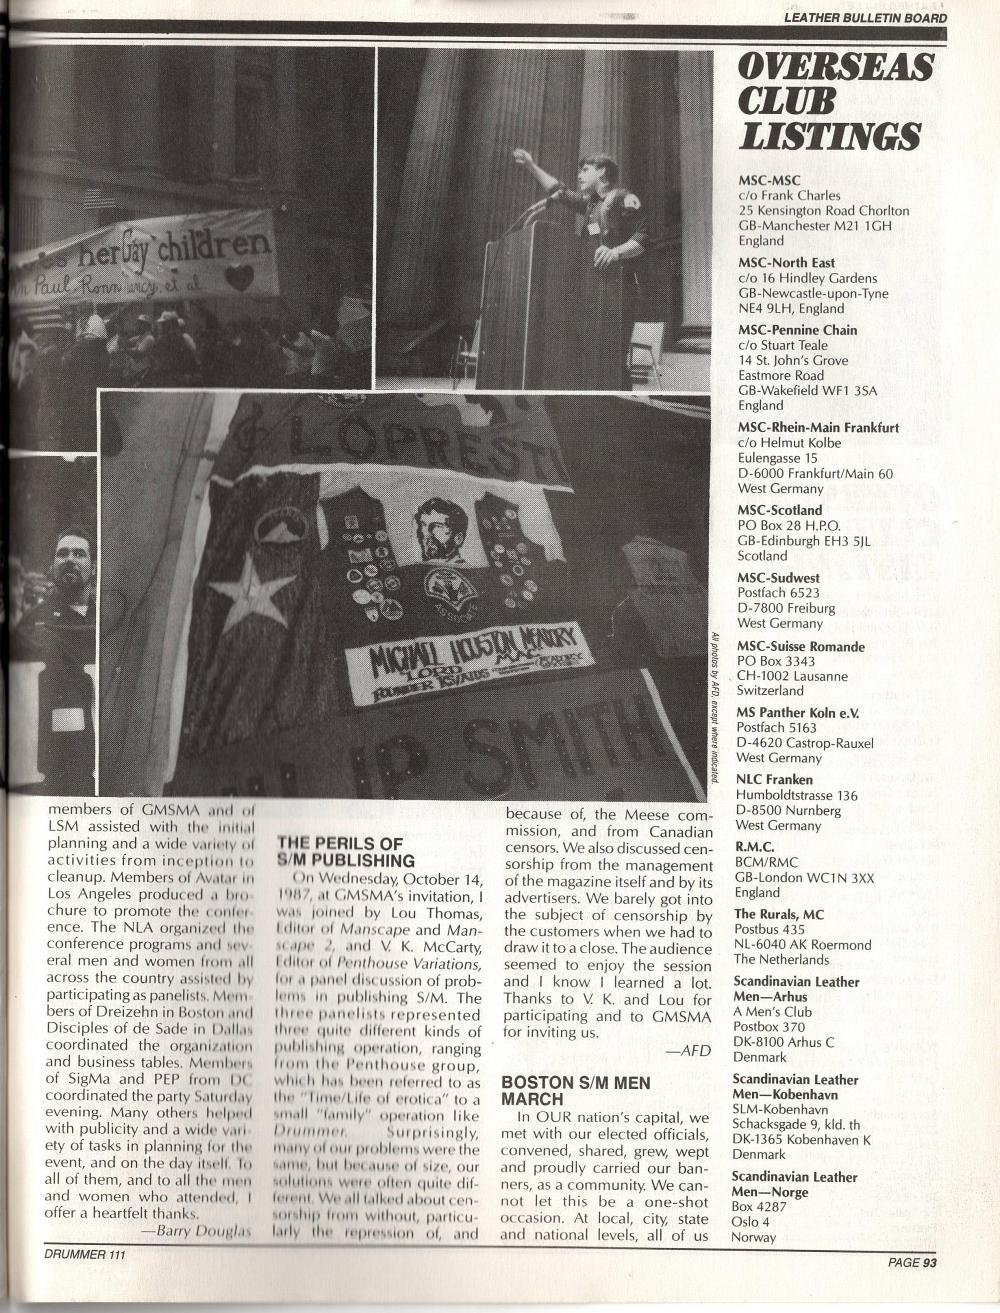 LEATHER BULLETIN BOARD
her Gay children
Paul, Ronn
et al
LOPRESTI
MICHAEL HOUSTON MEMORY
LORD MAC
All photos by AFD, except where indicated.
SMITH
members of GMSMA and of
LSM assisted with the initial
planning and a wide variety of
activities from inception to
cleanup. Members of Avatar in
Los Angeles produced a bro-
chure to promote the confer-
ence. The NLA organized the
conference programs and sev-
eral men and women from all
across the country assisted by
participating as panelists. Mem-
bers of Dreizehn in Boston and
Disciples of de Sade in Dallas
coordinated the organization
and business tables. Members
of SigMa and PEP from DC
coordinated the party Saturday
evening. Many others helped
with publicity and a wide vari-
ety of tasks in planning for the
event, and on the day itself. To
all of them, and to all the men
and women who attended, I
offer a heartfelt thanks.
—Barry Douglas
THE PERILS OF
S/M PUBLISHING
On Wednesday, October 14,
1987, at GMSMA's invitation, I
was joined by Lou Thomas,
Editor of Manscape and Man-
scape 2, and V. K. McCarty,
Editor of Penthouse Variations,
for a panel discussion of prob-
lems in publishing S/M. The
three panelists represented
three quite different kinds of
publishing operation, ranging
from the Penthouse group,
which has been referred to as
the "Time/Life of erotica" to a
small "family" operation like
Drummer. Surprisingly,
many of our problems were the
same, but because of size, our
solutions were often quite dif-
ferent. We all talked about cen-
sorship from without, particu-
larly the repression of, and
because of, the Meese com-
mission, and from Canadian
censors. We also discussed cen-
sorship from the management
of the magazine itself and by its
advertisers. We barely got into
the subject of censorship by
the customers when we had to
draw it to a close. The audience
seemed to enjoy the session
and I know I learned a lot.
Thanks to V. K. and Lou for
participating and to GMSMA
for inviting us.
—AFD
BOSTON S/M MEN
MARCH
In OUR nation's capital, we
met with our elected officials,
convened, shared, grew, wept
and proudly carried our ban-
ners, as a community. We can-
not let this be a one-shot
occasion. At local, city, state
and national levels, all of us
OVERSEAS
CLUB
LISTINGS
MSC-MSC
c/o Frank Charles
25 Kensington Road Chorlton
GB-Manchester M21 1GH
England
MSC-North East
c/o 16 Hindley Gardens
GB-Newcastle-upon-Tyne
NE4 9LH, England
MSC-Pennine Chain
c/o Stuart Teale
14 St. John's Grove
Eastmore Road
GB-Wakefield WF1 3SA
England
MSC-Rhein-Main Frankfurt
c/o Helmut Kolbe
Eulengasse 15
D-6000 Frankfurt/Main 60
West Germany
MSC-Scotland
PO Box 28 H.P.O.
GB-Edinburgh EH3 5JL
Scotland
MSC-Sudwest
Postfach 6523
D-7800 Freiburg
West Germany
MSC-Suisse Romande
PO Box 3343
CH-1002 Lausanne
Switzerland
MS Panther Koln e.V.
Postfach 5163
D-4620 Castrop-Rauxel
West Germany
NLC Franken
Humboldtstrasse 136
D-8500 Nurnberg
West Germany
R.M.C.
BCM/RMC
GB-London WC1N 3XX
England
The Rurals, MC
Postbus 435
NL-6040 AK Roermond
The Netherlands
Scandinavian Leather
Men—Arhus
A Men's Club
Postbox 370
DK-8100 Arhus C
Denmark
Scandinavian Leather
Men—Kobenhavn
SLM-Kobenhavn
Schacksgade 9, kld. th
DK-1365 Kobenhaven K
Denmark
Scandinavian Leather
Men—Norge
Box 4287
Oslo 4
Norway
DRUMMER 111
PAGE 93